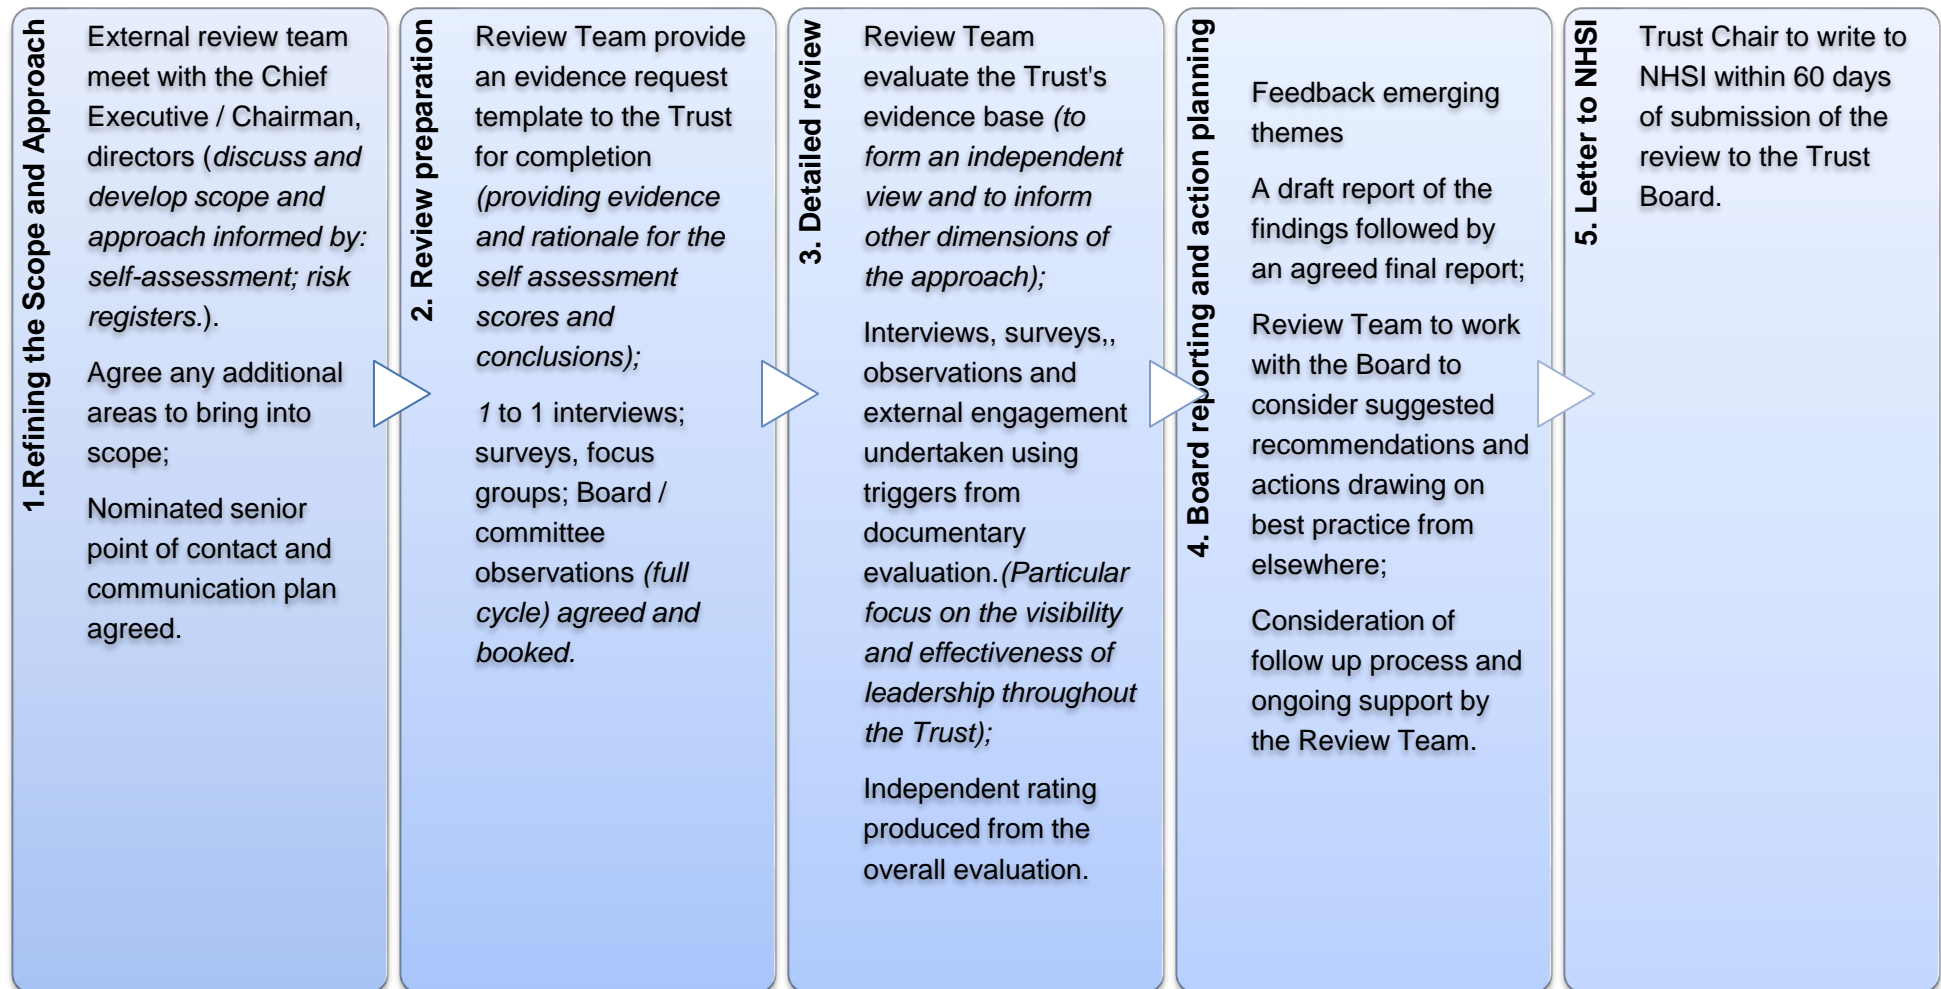 1.Refining the Scope and Approach
External review team
meet with the Chief
Executive / Chairman,
directors (discuss and
develop scope and
approach informed by:
self-assessment; risk
registers.).
Agree any additional
areas to bring into
scope;
Nominated senior
point of contact and
communication plan
agreed.
2. Review preparation
Review Team provide
an evidence request
template to the Trust
for completion
(providing evidence
and rationale for the
self assessment
scores and
conclusions);
1 to 1 interviews;
surveys, focus
groups; Board /
committee
observations (full
cycle) agreed and
booked.
3. Detailed review
Review Team
evaluate the Trust's
evidence base (to
form an independent
view and to inform
other dimensions of
the approach);
Interviews, surveys,,
observations and
external engagement
undertaken using
triggers from
documentary
evaluation.(Particular
focus on the visibility
and effectiveness of
leadership throughout
the Trust);
Independent rating
produced from the
overall evaluation.
4. Board reporting and action planning
Feedback emerging
themes
A draft report of the
findings followed by
an agreed final report;
Review Team to work
with the Board to
consider suggested
recommendations and
actions drawing on
best practice from
elsewhere;
Consideration of
follow up process and
ongoing support by
the Review Team.
5. Letter to NHSI
Trust Chair to write to
NHSI within 60 days
of submission of the
review to the Trust
Board.